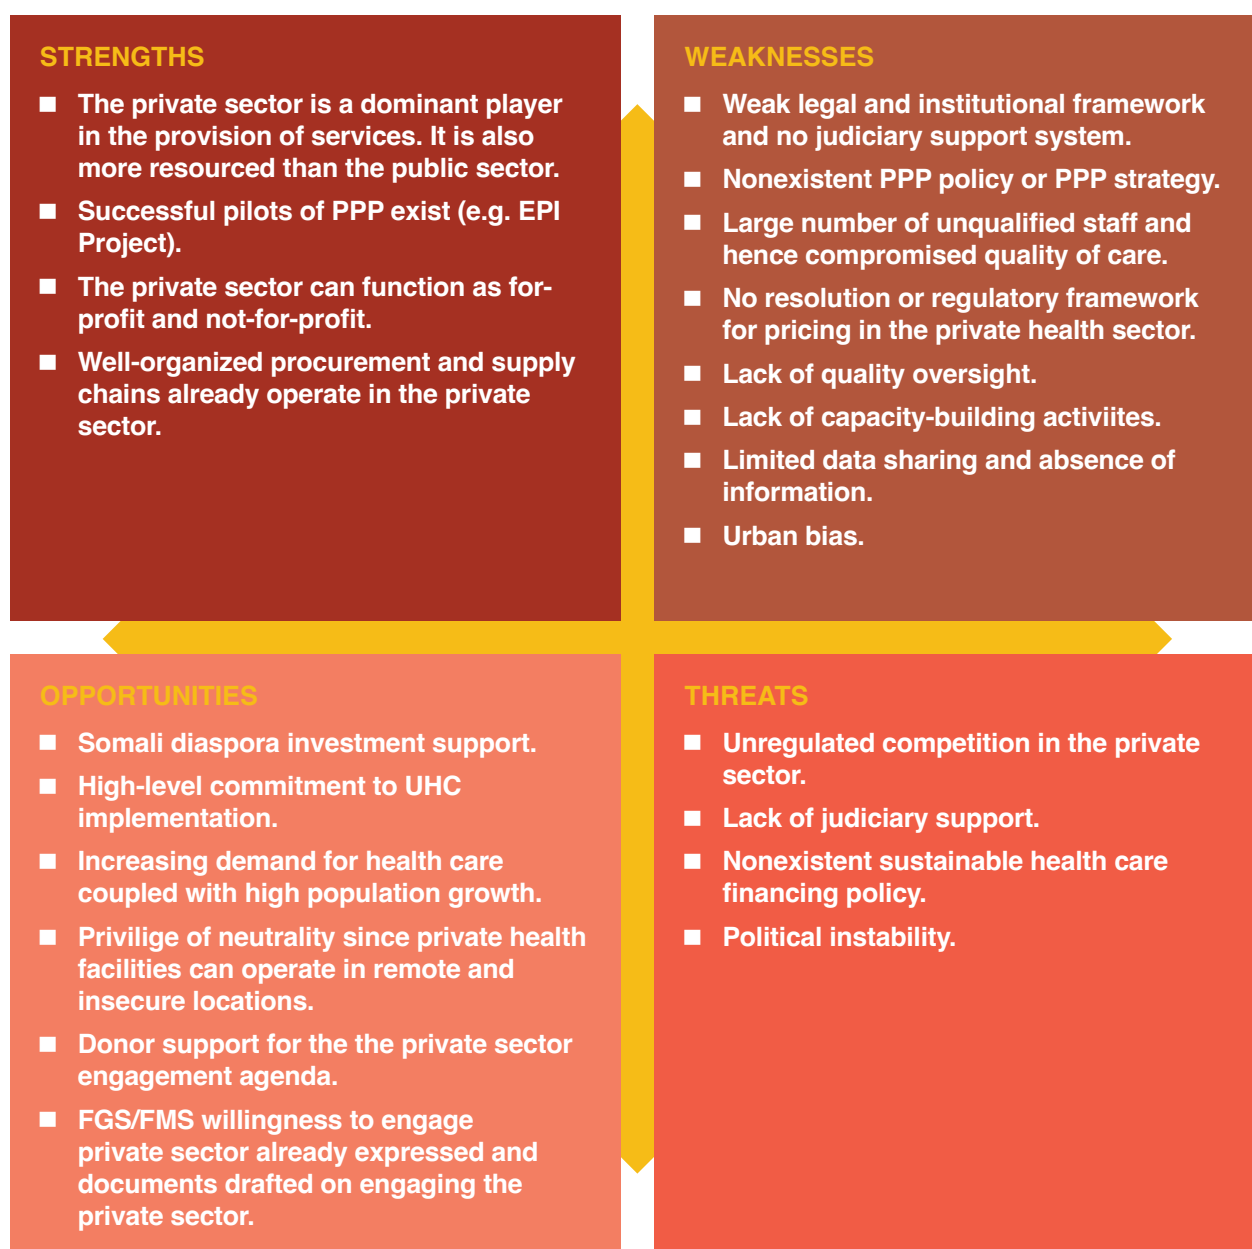 STRENGTHS
■ The private sector is a dominant player
in the provision of services. It is also
more resourced than the public sector.
■ Successful pilots of PPP exist (e.g. EPI
Project).
■ The private sector can function as for-
profit and not-for-profit.
■ Well-organized procurement and supply
chains already operate in the private
sector.
WEAKNESSES
■ Weak legal and institutional framework
and no judiciary support system.
■ Nonexistent PPP policy or PPP strategy.
■ Large number of unqualified staff and
hence compromised quality of care.
■ No resolution or regulatory framework
for pricing in the private health sector.
■ Lack of quality oversight.
■ Lack of capacity-building activiites.
■ Limited data sharing and absence of
information.
■ Urban bias.
OPPORTUNITIES
■ Somali diaspora investment support.
■ High-level commitment to UHC
implementation.
■ Increasing demand for health care
coupled with high population growth.
■ Privilige of neutrality since private health
facilities can operate in remote and
insecure locations.
■ Donor support for the the private sector
engagement agenda.
■ FGS/FMS willingness to engage
private sector already expressed and
documents drafted on engaging the
private sector.
THREATS
■ Unregulated competition in the private
sector.
■ Lack of judiciary support.
■ Nonexistent sustainable health care
financing policy.
■ Political instability.